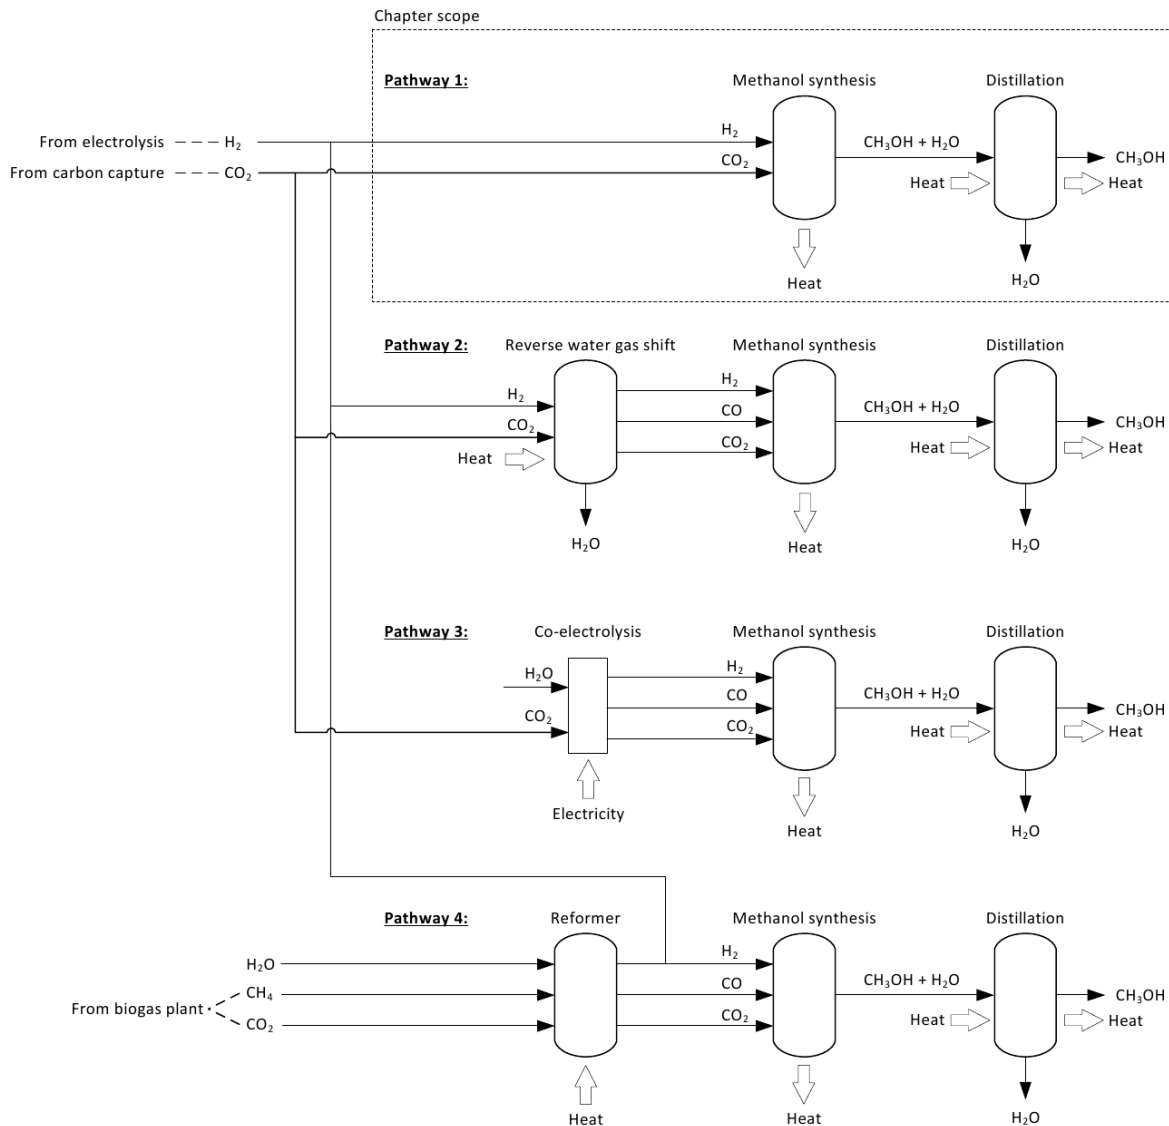 Chapter scope
Pathway 1:
Methanol synthesis
Distillation
From electrolysis
H₂
H₂
CH₃OH + H₂O
From carbon capture
CO₂
CO₂
CH₃OH
Heat
Heat
Heat
H₂O
Pathway 2:
Reverse water gas shift
Methanol synthesis
Distillation
H₂
H₂
CO₂
CO
CH₃OH + H₂O
CH₃OH
Heat
CO₂
Heat
Heat
H₂O
Heat
H₂O
Pathway 3:
Co-electrolysis
Methanol synthesis
Distillation
H₂O
H₂
CO
CH₃OH + H₂O
CO₂
CO₂
CH₃OH
Heat
Heat
Electricity
Heat
H₂O
Pathway 4:
Reformer
Methanol synthesis
Distillation
H₂O
H₂
CH₄
CO
CH₃OH + H₂O
CH₃OH
From biogas plant
CO₂
CO₂
Heat
Heat
Heat
Heat
H₂O